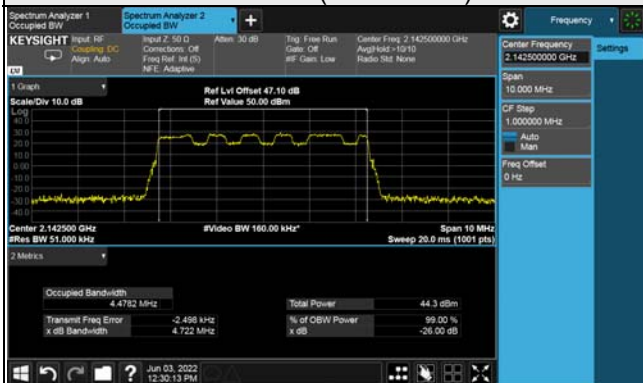 Spectrum Analyzer 1
Occupied BW
Spectrum Analyzer 2
Occupied BW
+
Frequency
KEYSIGHT
Input: RF
Coupling: DC
Align: Auto
Input Z: 50 Ω
Corrections: Off
Freq Ref: Int (S)
NFE: Adaptive
Atten: 30 dB
Trig: Free Run
Gate: Off
#IF Gain: Low
Center Freq: 2.142500000 GHz
Avg|Hold:>10/10
Radio Std: None
Center Frequency
2.142500000 GHz
Settings
Span
10.000 MHz
CF Step
1.000000 MHz
Auto
Man
Freq Offset
0 Hz
1 Graph
Scale/Div 10.0 dB
Ref Lvl Offset 47.10 dB
Ref Value 50.00 dBm
Log
40.0
30.0
20.0
10.0
0.00
-10.0
-20.0
-30.0
-40.0
Center 2.142500 GHz
#Res BW 51.000 kHz
#Video BW 160.00 kHz*
Span 10 MHz
Sweep 20.0 ms (1001 pts)
2 Metrics
Occupied Bandwidth
4.4782 MHz
Total Power
44.3 dBm
Transmit Freq Error
-2.498 kHz
% of OBW Power
99.00 %
x dB Bandwidth
4.722 MHz
x dB
-26.00 dB
?
Jun 03, 2022
12:30:13 PM